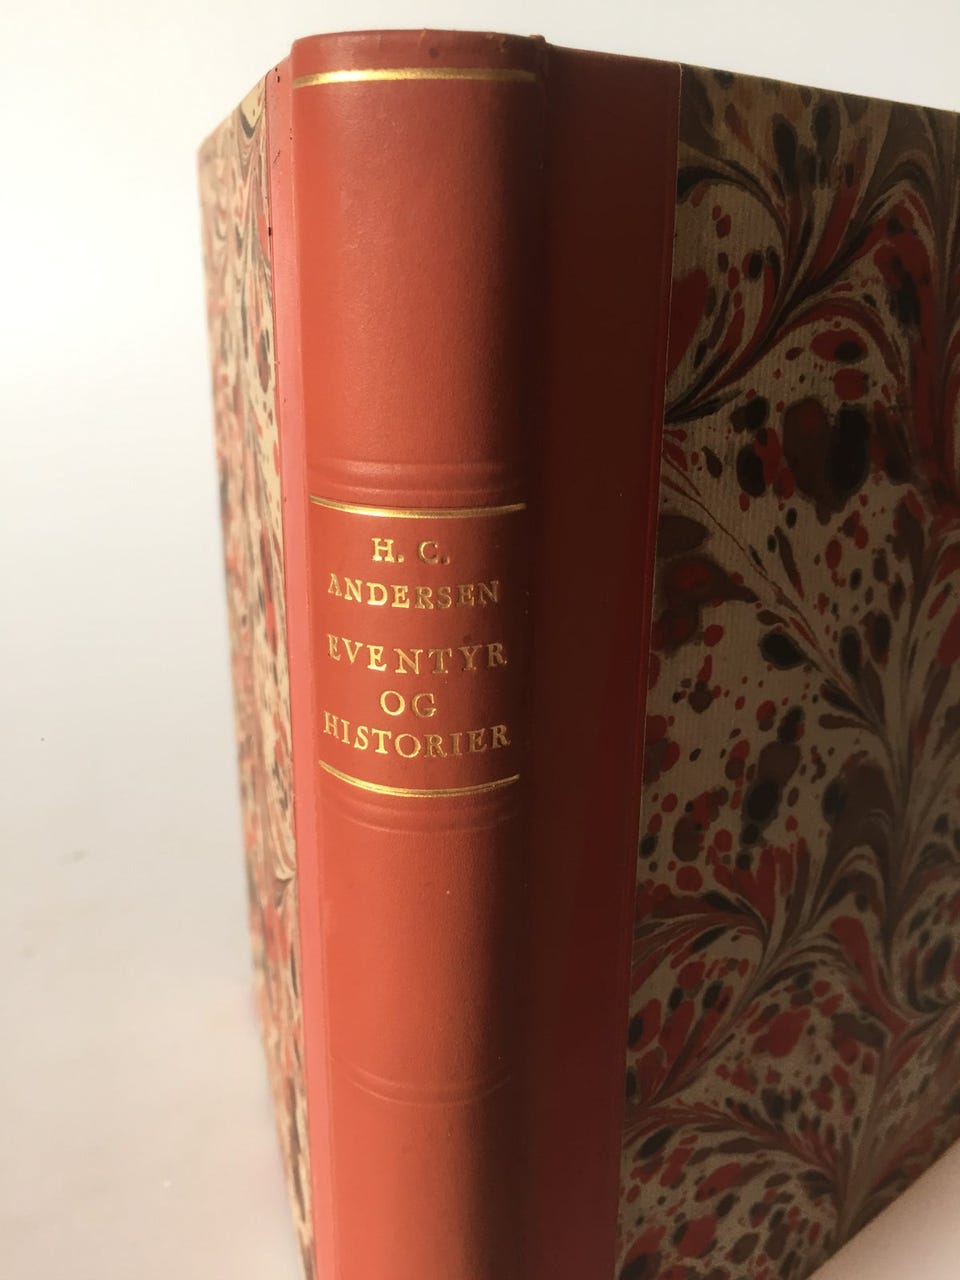 H. C.
ANDERSEN
EVENTYR
OG
HISTORIER